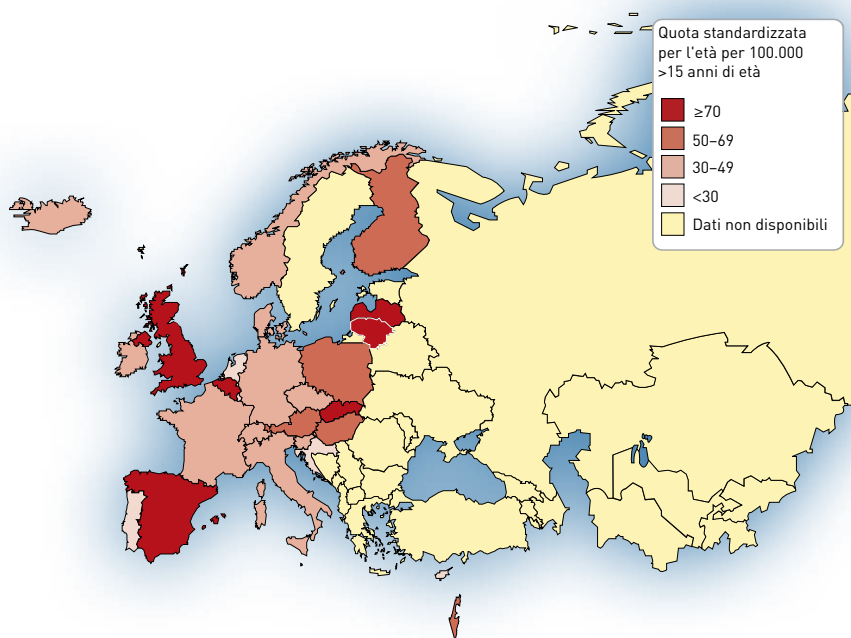 Quota standardizzata
per l'età per 100.000
>15 anni di età
≥70
50–69
30–49
<30
Dati non disponibili